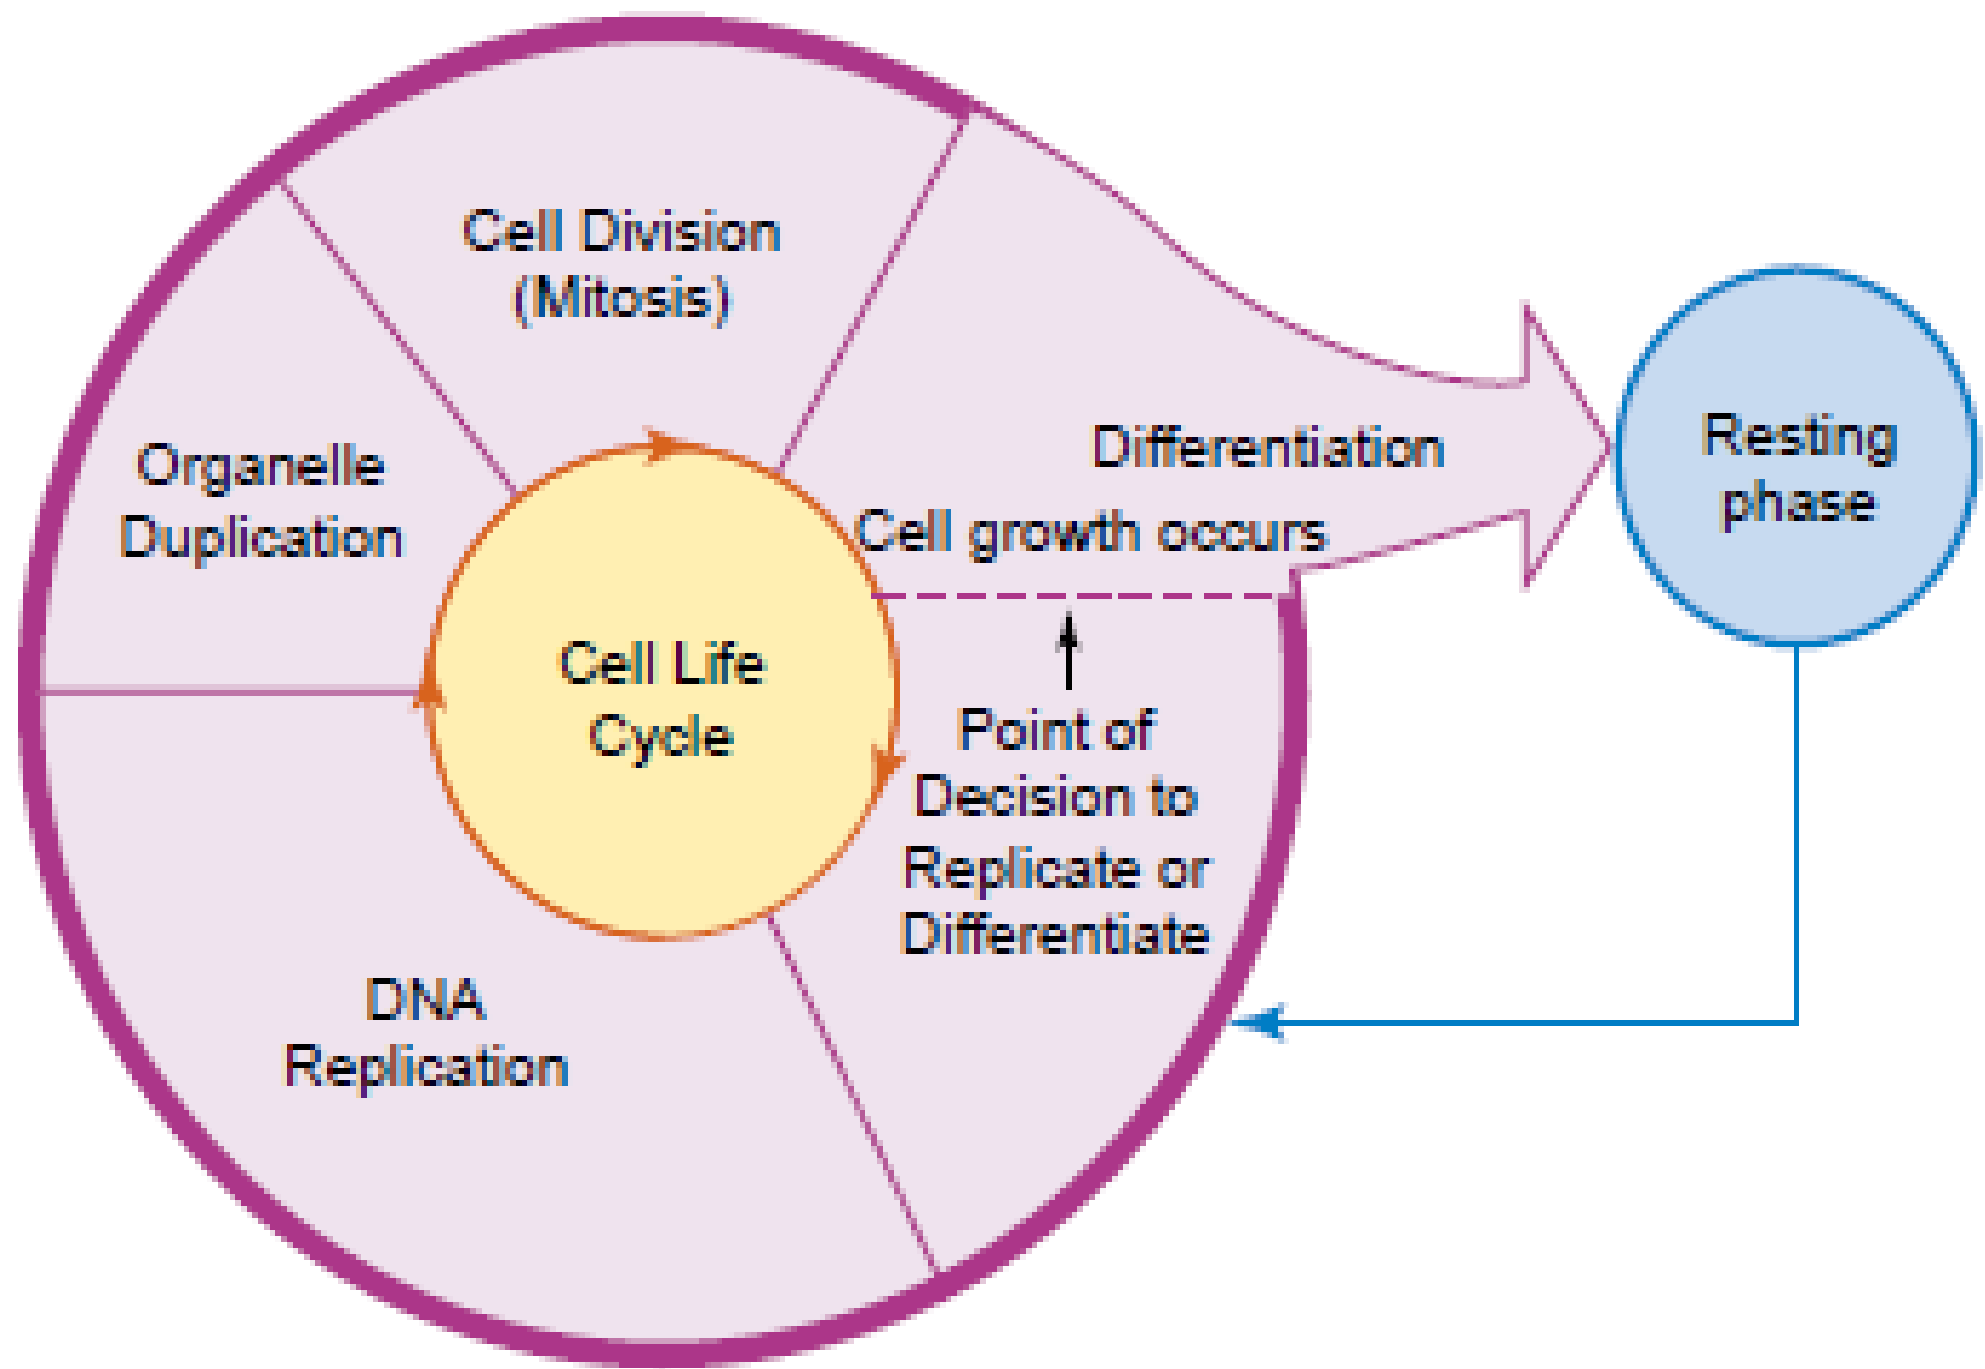 Cell Division
(Mitosis)
Organelle
Duplication
Differentiation
Cell growth occurs
Resting
phase
Cell Life
Cycle
Point of
Decision to
Replicate or
Differentiate
DNA
Replication